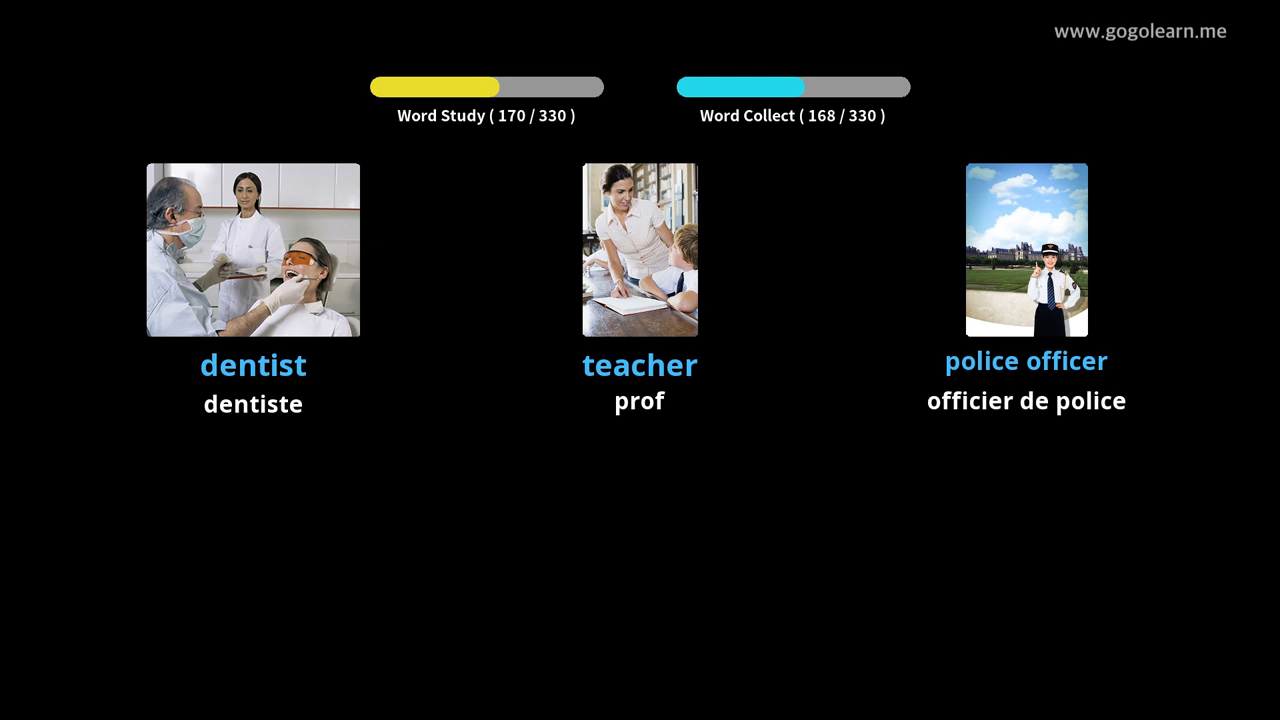 www.gogolearn.me
Word Study ( 170 / 330 )
Word Collect ( 168 / 330 )
dentist
dentiste
teacher
prof
police officer
officier de police